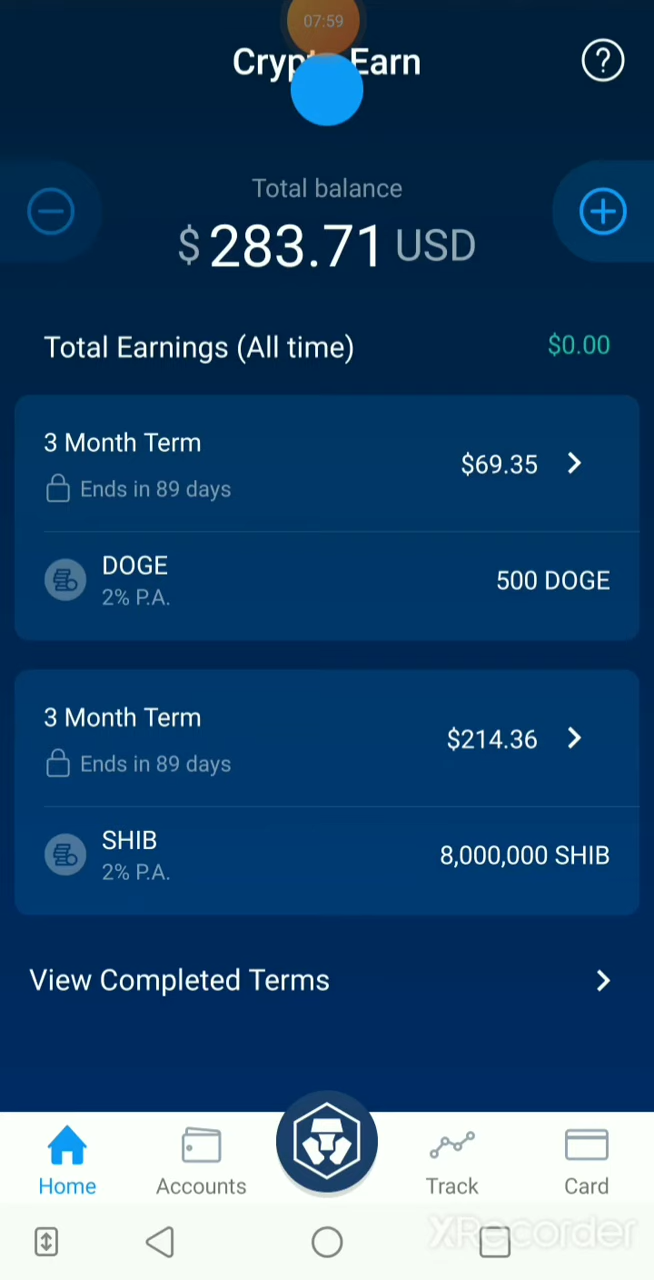 07:59
Crypto Earn
?
Total balance
$ 283.71 USD
Total Earnings (All time) $0.00
3 Month Term
$69.35
Ends in 89 days
DOGE
500 DOGE
2% P.A.
3 Month Term
$214.36
Ends in 89 days
SHIB
8,000,000 SHIB
2% P.A.
View Completed Terms
Home Accounts Track Card
XRecorder